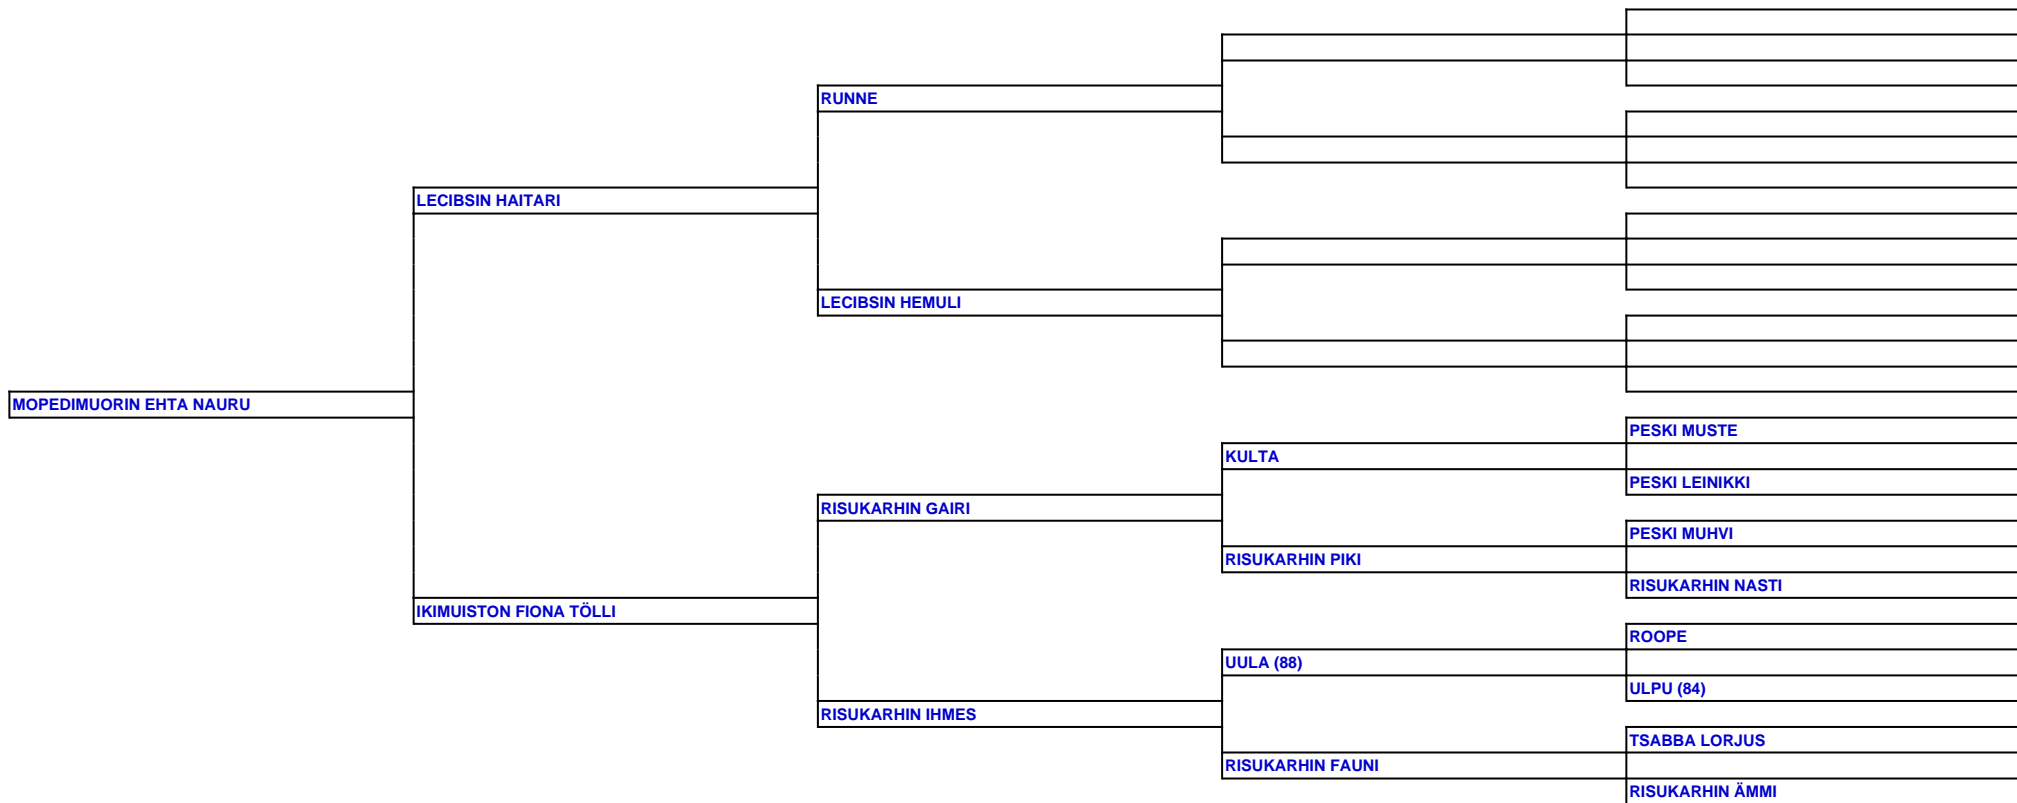 RUNNE
LECIBSIN HAITARI
LECIBSIN HEMULI
MOPEDIMUORIN EHTA NAURU
PESKI MUSTE
KULTA
PESKI LEINIKKI
RISUKARHIN GAIRI
PESKI MUHVI
RISUKARHIN PIKI
RISUKARHIN NASTI
IKIMUISTON FIONA TÖLLI
ROOPE
UULA (88)
ULPU (84)
RISUKARHIN IHMES
TSABBA LORJUS
RISUKARHIN FAUNI
RISUKARHIN ÄMMI